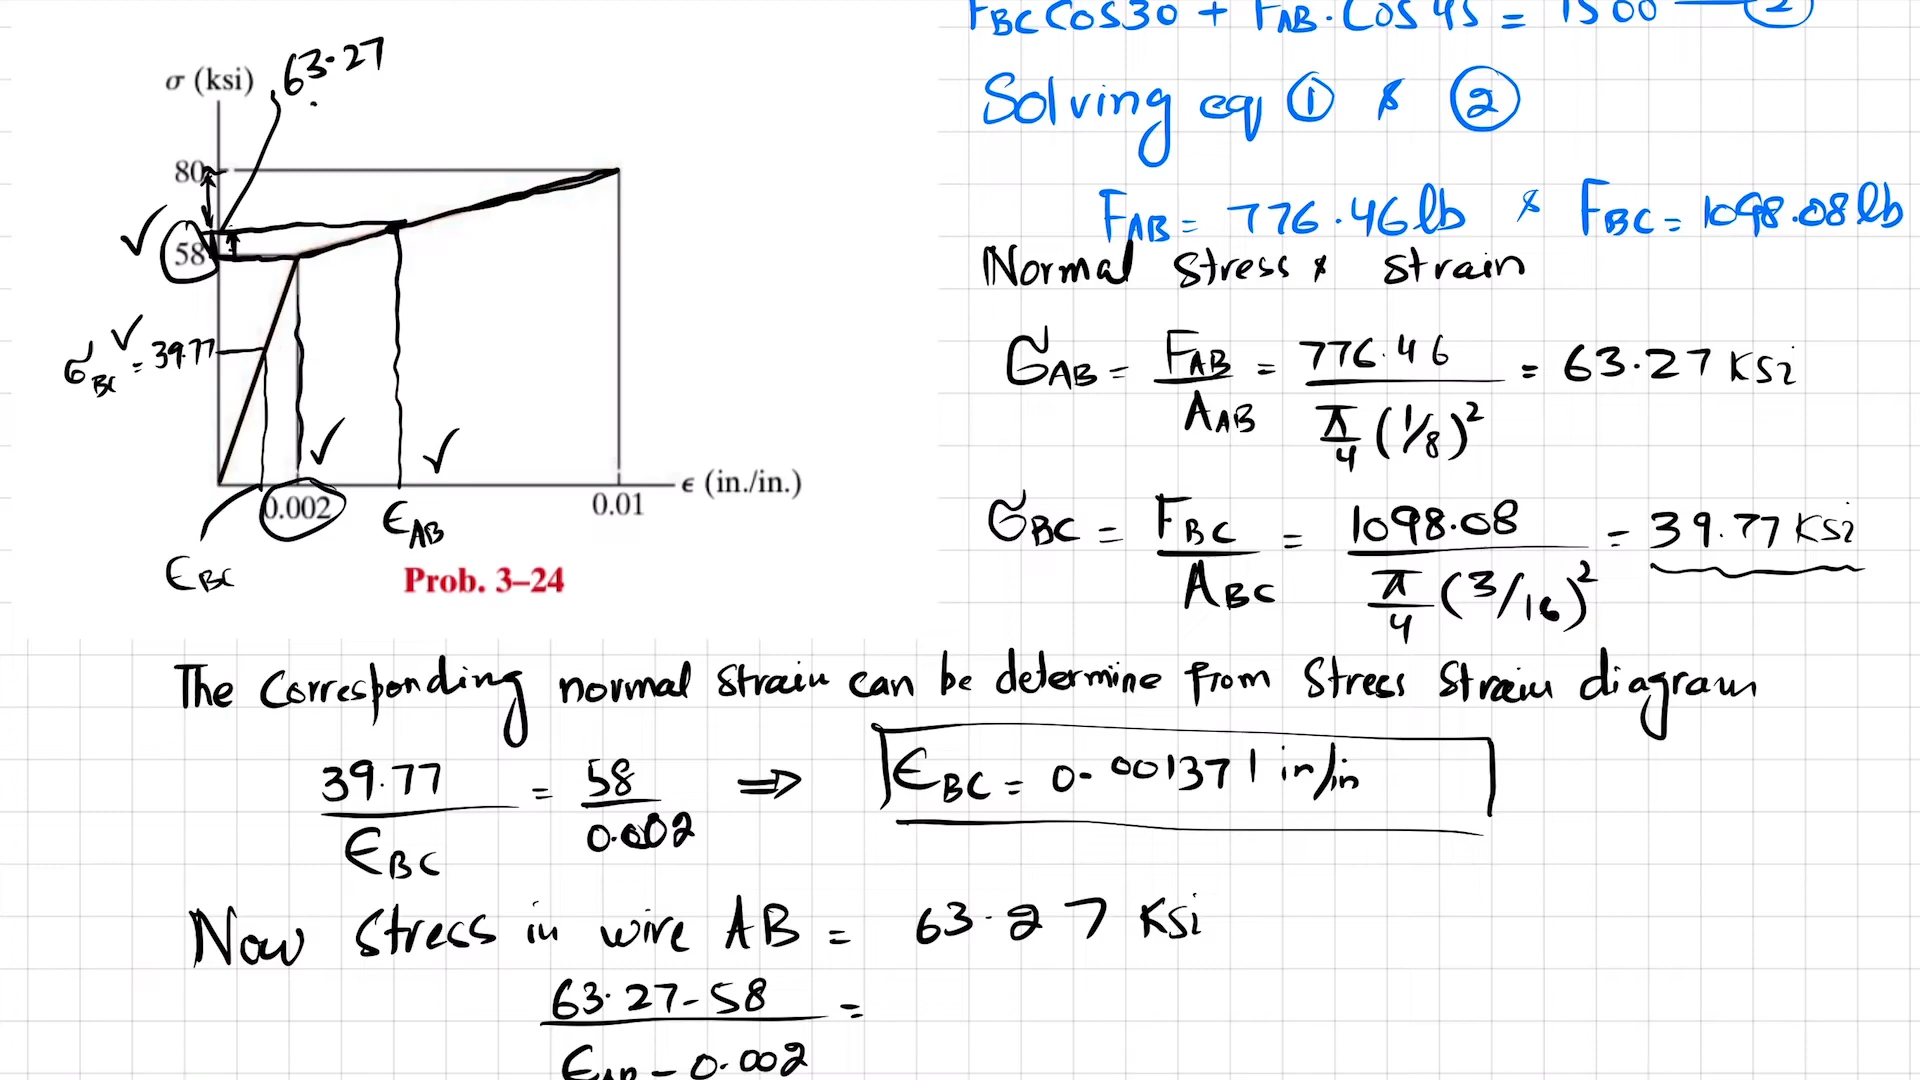 σ (ksi)
63.27
80
58
σBC = 39.77
0.002
0.01
ϵ (in./in.)
ϵAB
ϵBC
Prob. 3–24
FBC Cos30 + FAB. Cos 45 = 1500 — ②
Solving eq ① & ②
FAB = 776.46 lb & FBC = 1098.08 lb
Normal Stress & Strain
σAB = FAB / AAB = 776.46 / π/4 (1/8)² = 63.27 Ksi
σBC = FBC / ABC = 1098.08 / π/4 (3/16)² = 39.77 Ksi
The Corresponding normal Strain can be determine from Stress Strain diagram
39.77 / ϵBC = 58 / 0.002 ⇒ ϵBC = 0.001371 in/in
Now Stress in wire AB = 63.27 Ksi
63.27-58 / ϵAB - 0.002 =